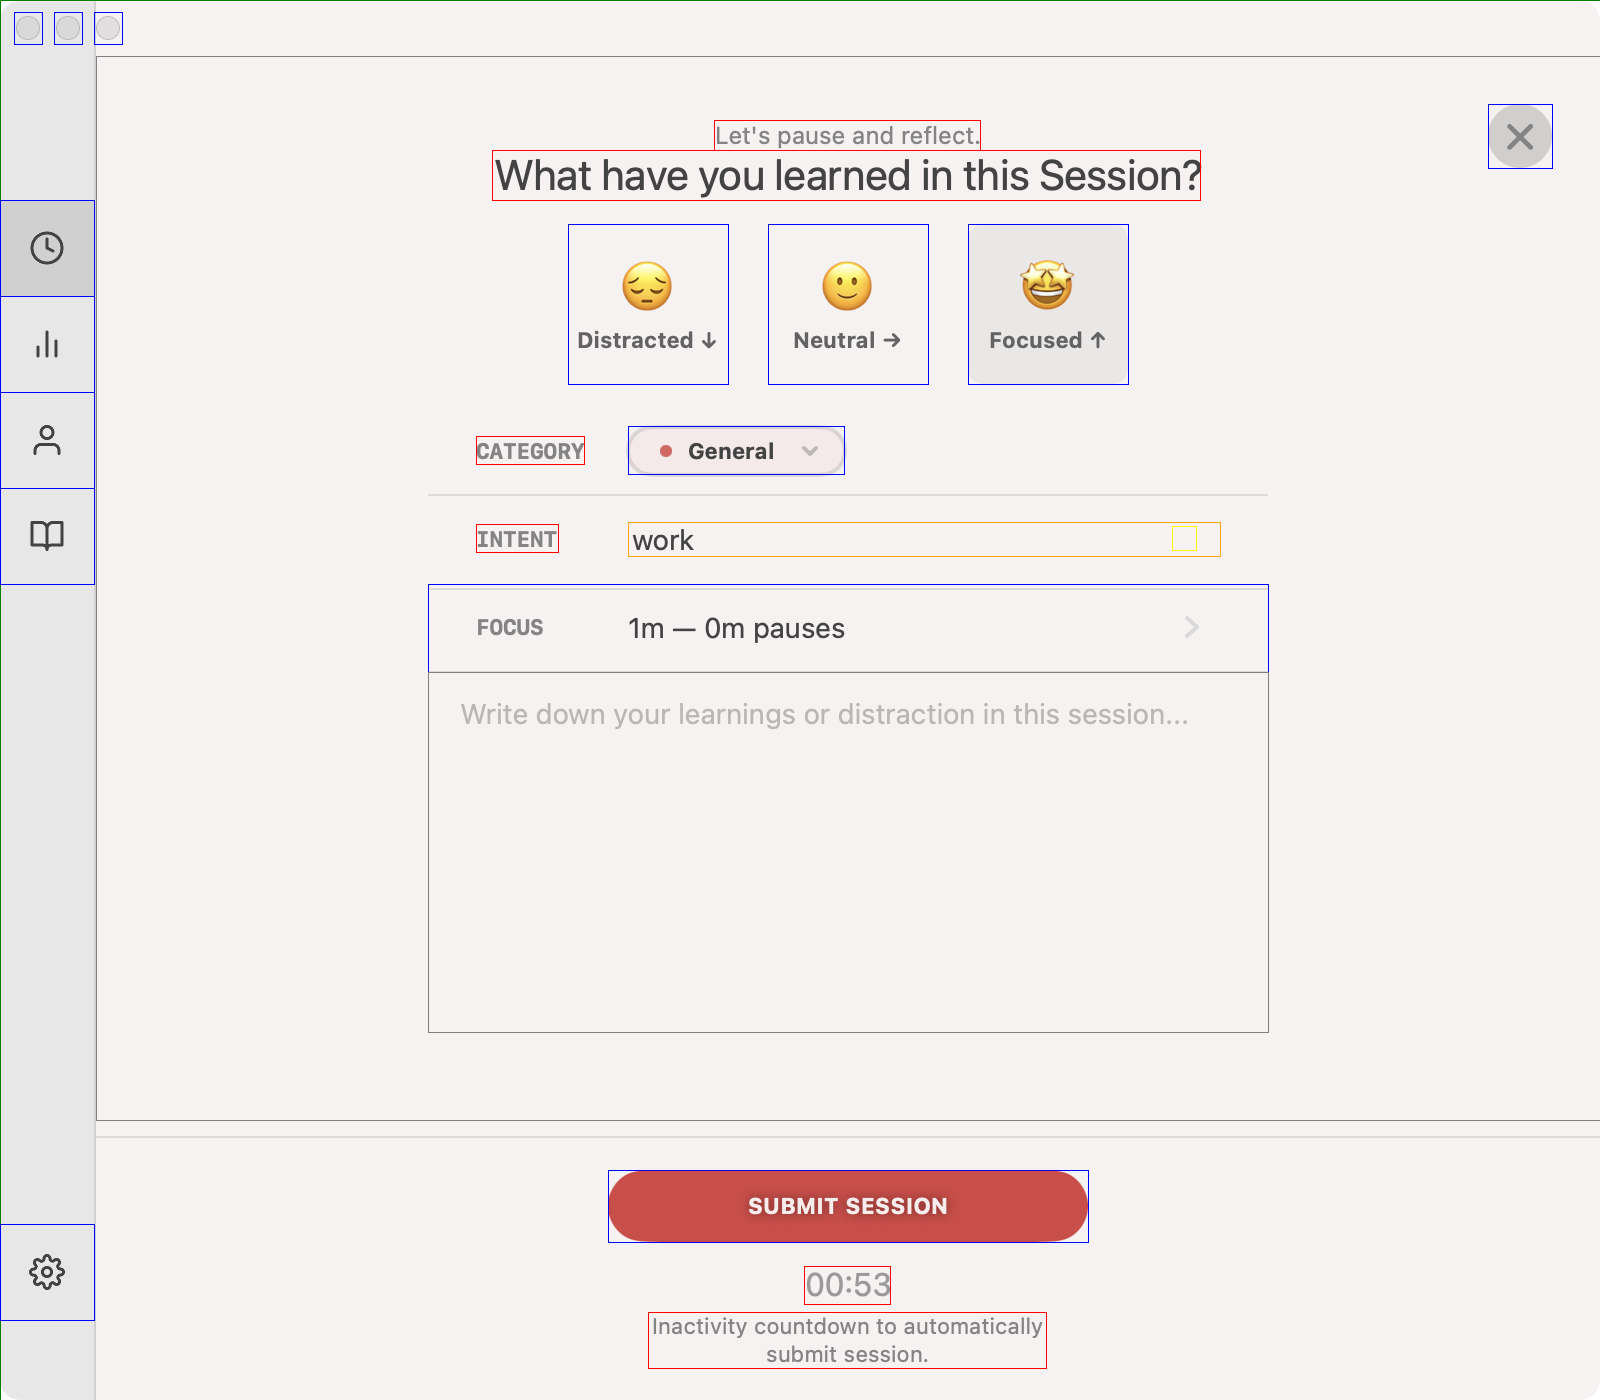 Let's pause and reflect.
What have you learned in this Session?
Distracted ↓
Neutral →
Focused ↑
CATEGORY
General
INTENT
work
FOCUS
1m — 0m pauses
Write down your learnings or distraction in this session...
SUBMIT SESSION
00:53
Inactivity countdown to automatically
submit session.